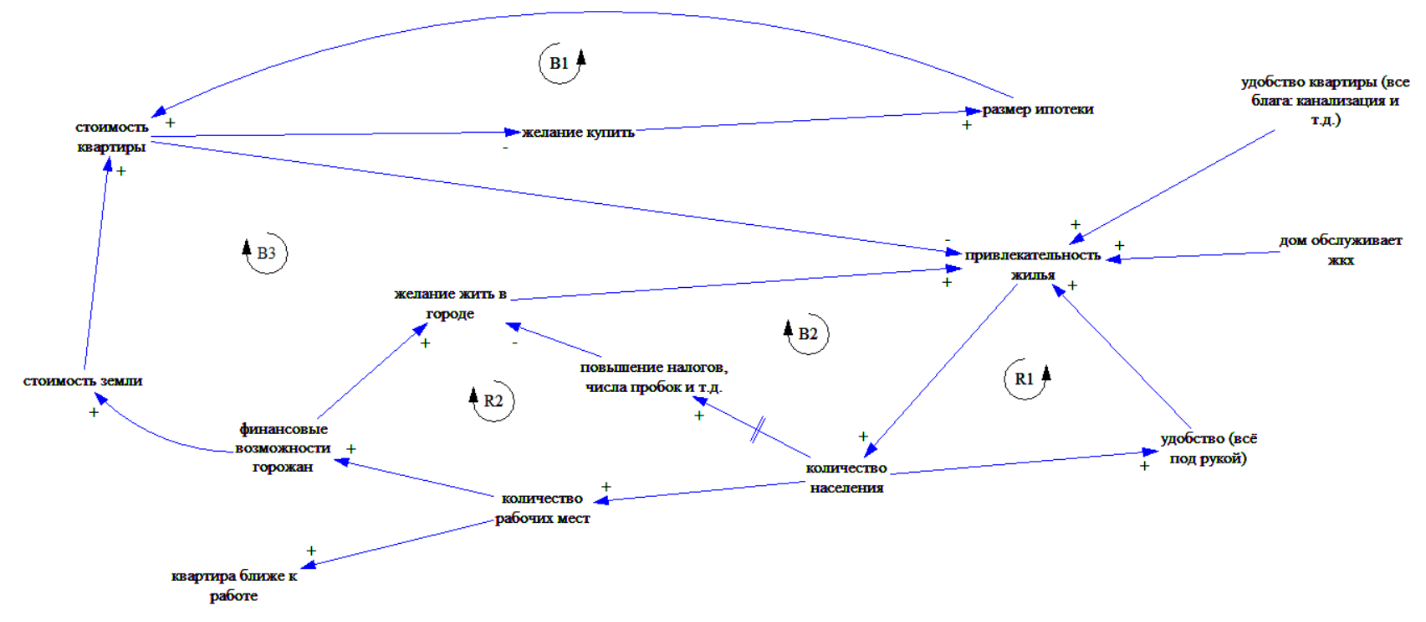 B1
удобство квартиры (все
блага: канализация и
т.д.)
размер ипотеки
+
стоимость
квартиры
+
желание купить
-
+
+
B3
+
-
привлекательность
жилья
+
дом обслуживает
жкх
+
+
желание жить в
городе
+
-
B2
повышение налогов,
числа пробок и т.д.
+
R1
R2
стоимость земли
+
финансовые
возможности
горожан
+
+
количество
населения
удобство (всё
под рукой)
+
+
количество
рабочих мест
+
квартира ближе к
работе